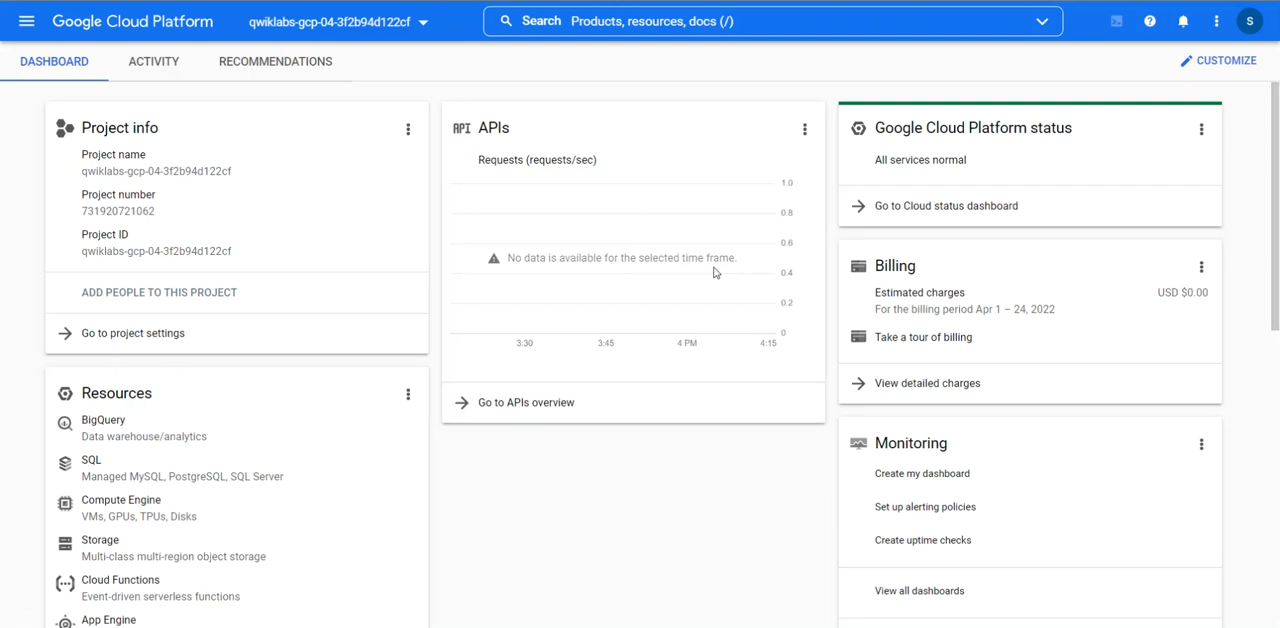 Google Cloud Platform
qwiklabs-gcp-04-3f2b94d122cf
Search Products, resources, docs (/)
S
DASHBOARD
ACTIVITY
RECOMMENDATIONS
CUSTOMIZE
Project info
Project name
qwiklabs-gcp-04-3f2b94d122cf
Project number
731920721062
Project ID
qwiklabs-gcp-04-3f2b94d122cf
ADD PEOPLE TO THIS PROJECT
Go to project settings
Resources
BigQuery
Data warehouse/analytics
SQL
Managed MySQL, PostgreSQL, SQL Server
Compute Engine
VMs, GPUs, TPUs, Disks
Storage
Multi-class multi-region object storage
Cloud Functions
Event-driven serverless functions
App Engine
API APIs
Requests (requests/sec)
1.0
0.8
0.6
No data is available for the selected time frame.
0.4
0.2
0
3:30 3:45 4 PM 4:15
Go to APIs overview
Google Cloud Platform status
All services normal
Go to Cloud status dashboard
Billing
Estimated charges USD $0.00
For the billing period Apr 1 – 24, 2022
Take a tour of billing
View detailed charges
Monitoring
Create my dashboard
Set up alerting policies
Create uptime checks
View all dashboards